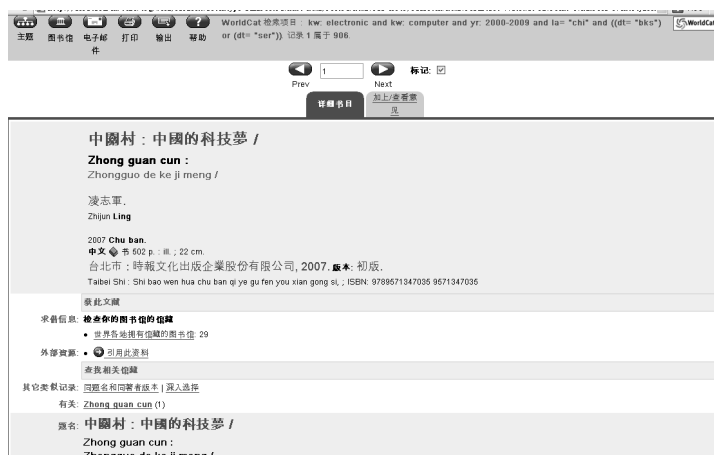 主题 图书馆 电子邮件 打印 输出 帮助
WorldCat 检索项目: kw: electronic and kw: computer and yr: 2000-2009 and la= "chi" and ((dt= "bks")
or (dt= "ser")) 记录 1 属于 906.
WorldCat
1 标记:
Prev Next
详细书目 加上/查看意见
中關村 : 中國的科技夢 /
Zhong guan cun :
Zhongguo de ke ji meng /
凌志軍.
Zhijun Ling
2007 Chu ban.
中文 书 502 p. : ill. ; 22 cm.
台北市 : 時報文化出版企業股份有限公司, 2007. 版本: 初版.
Taibei Shi : Shi bao wen hua chu ban qi ye gu fen you xian gong si, ; ISBN: 9789571347035 9571347035
获此文献
求借信息: 检查你的图书馆的馆藏
• 世界各地拥有馆藏的图书馆: 29
外部资源: • 引用此资料
查找相关馆藏
其它类似记录: 同题名和同著者版本 | 深入选择
有关: Zhong guan cun (1)
题名: 中關村 : 中國的科技夢 /
Zhong guan cun :
Zhongguo de ke ji meng /